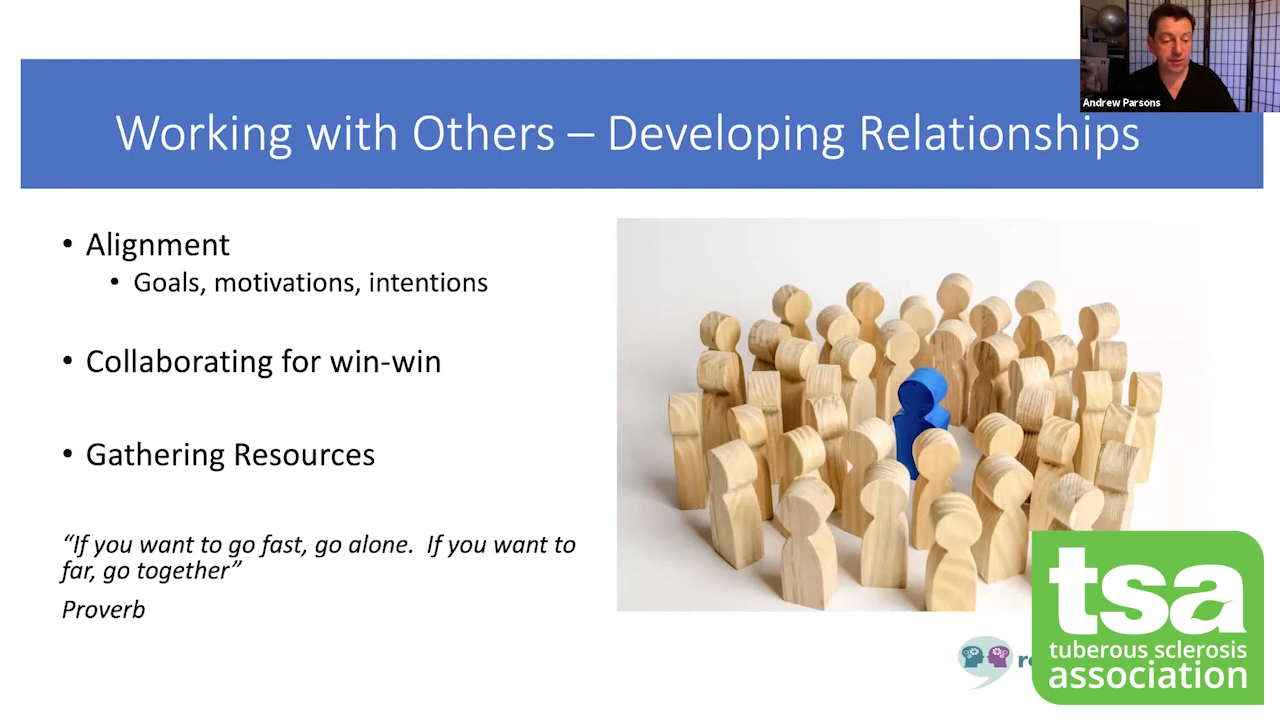 Andrew Parsons
Working with Others – Developing Relationships
• Alignment
• Goals, motivations, intentions
• Collaborating for win-win
• Gathering Resources
“If you want to go fast, go alone.  If you want to
far, go together”
Proverb
tsa
tuberous sclerosis
association